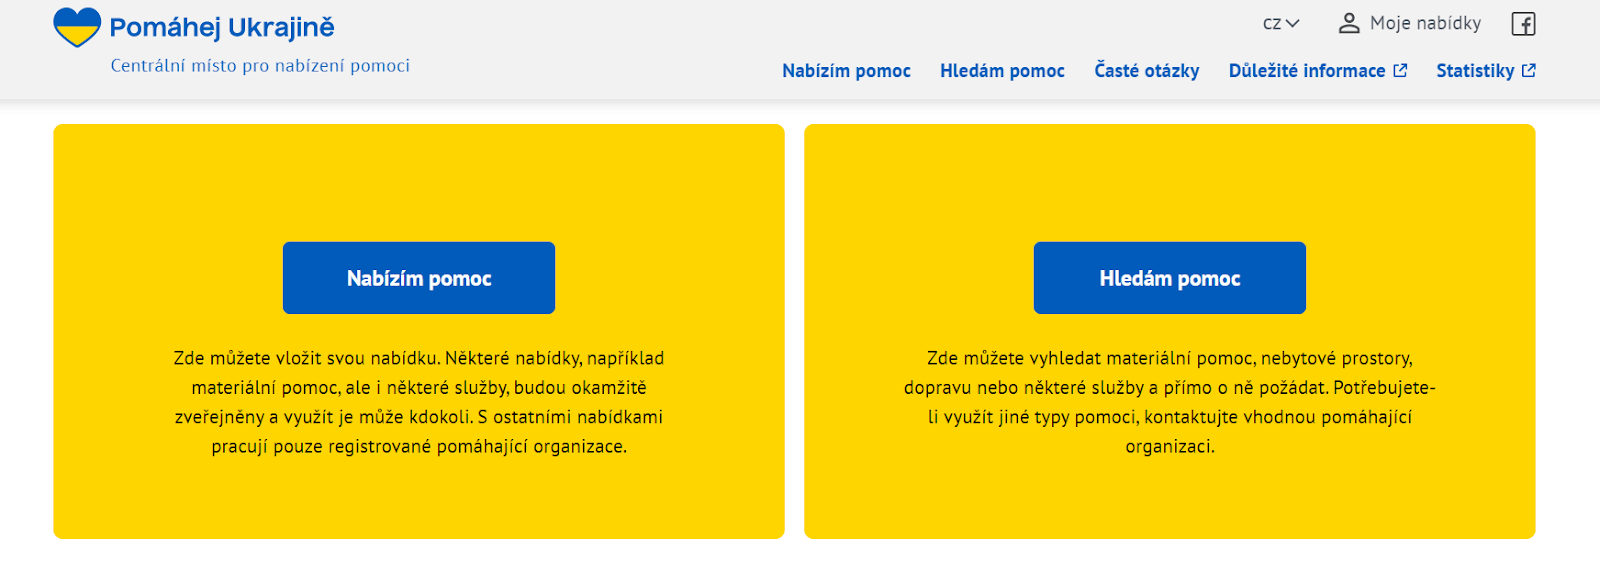 Pomáhej Ukrajině
Centrální místo pro nabízení pomoci
CZ
Moje nabídky
Nabízím pomoc
Hledám pomoc
Časté otázky
Důležité informace
Statistiky
Nabízím pomoc
Zde můžete vložit svou nabídku. Některé nabídky, například
materiální pomoc, ale i některé služby, budou okamžitě
zveřejněny a využít je může kdokoli. S ostatními nabídkami
pracují pouze registrované pomáhající organizace.
Hledám pomoc
Zde můžete vyhledat materiální pomoc, nebytové prostory,
dopravu nebo některé služby a přímo o ně požádat. Potřebujete-
li využít jiné typy pomoci, kontaktujte vhodnou pomáhající
organizaci.